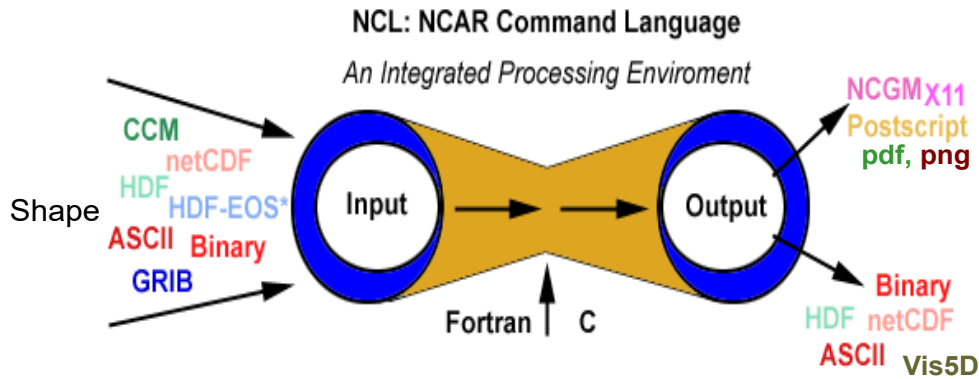 NCL: NCAR Command Language
An Integrated Processing Enviroment
CCM
netCDF
HDF
Shape
HDF-EOS*
ASCII
Binary
GRIB
Input
Output
Fortran
C
NCGM
X11
Postscript
pdf, png
Binary
HDF
netCDF
ASCII
Vis5D